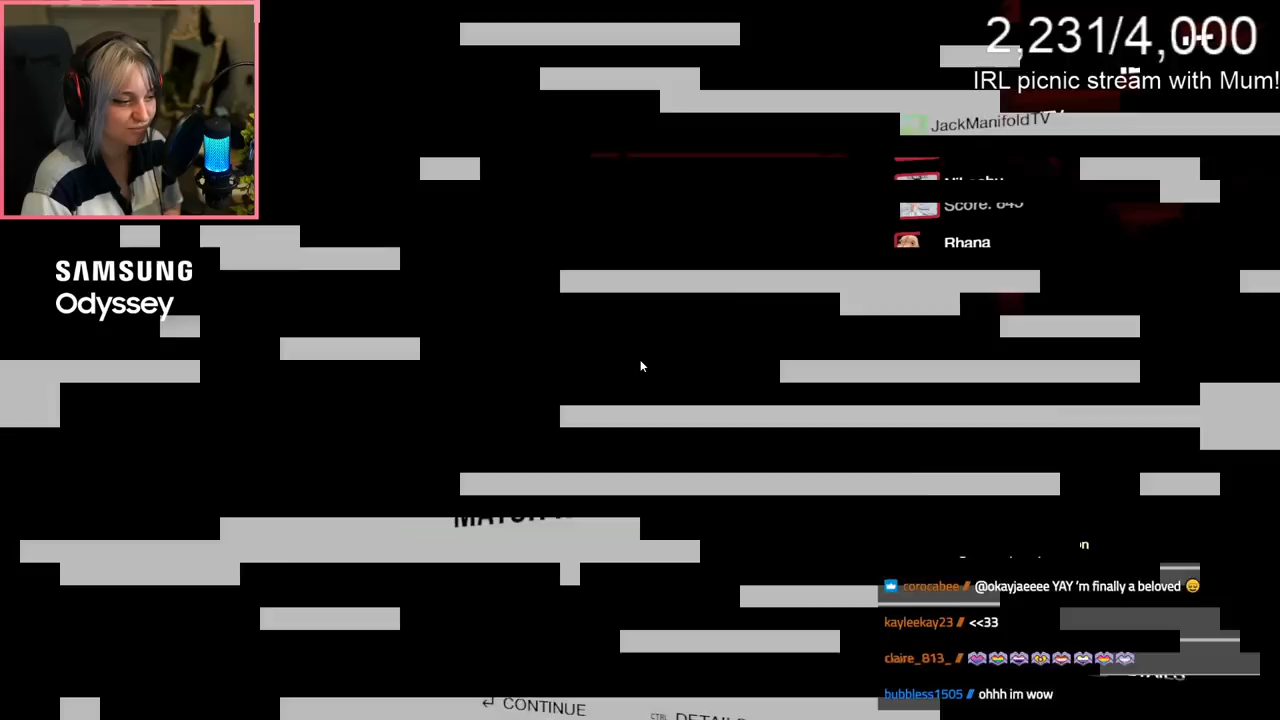 2,231/4,000
IRL picnic stream with Mum!
JackManifoldTV
Score: 845
Rhana
SAMSUNG
Odyssey
corocabee // @okayjaeeee YAY 'm finally a beloved 😌
kayleekay23 // <<33
claire_813_ //
bubbless1505 // ohhh im wow
CONTINUE
CTRL